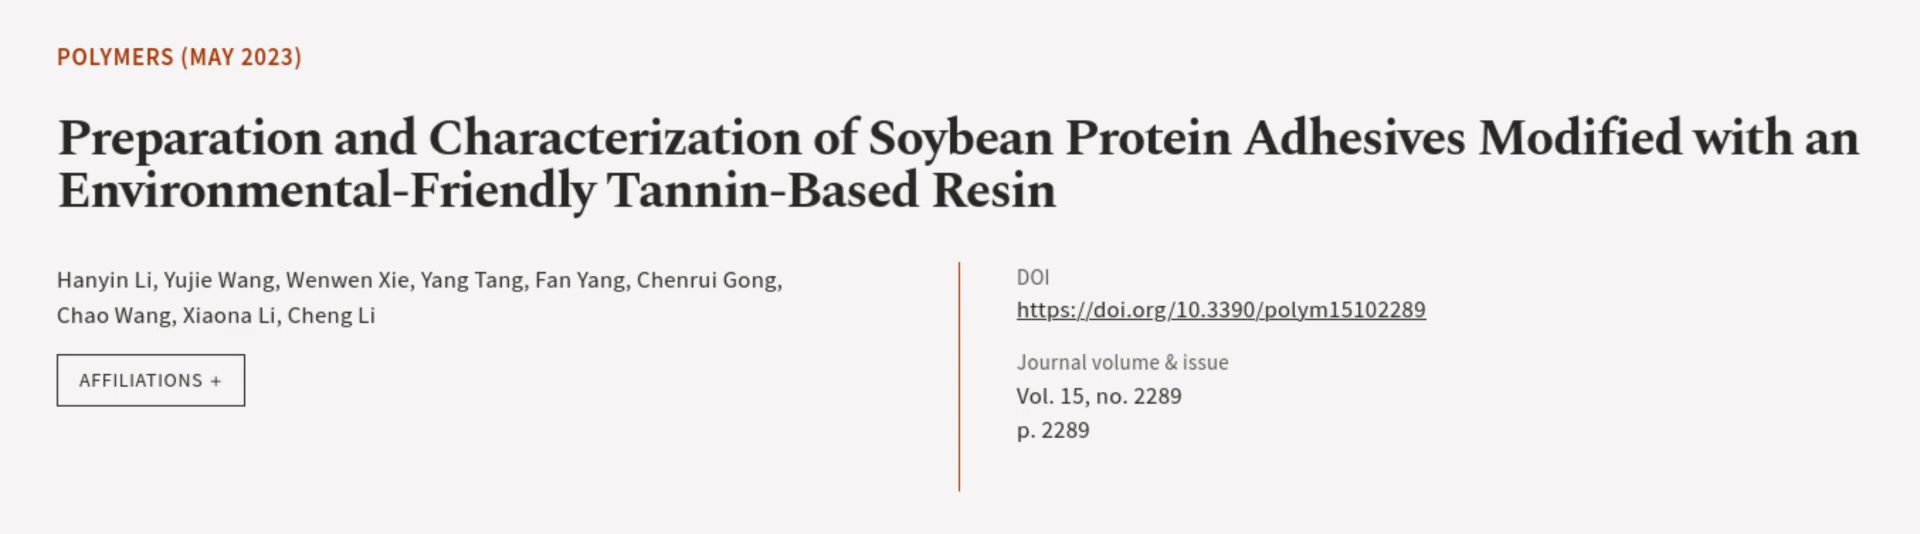 POLYMERS (MAY 2023)
Preparation and Characterization of Soybean Protein Adhesives Modified with an
Environmental-Friendly Tannin-Based Resin
Hanyin Li, Yujie Wang, Wenwen Xie, Yang Tang, Fan Yang, Chenrui Gong,
Chao Wang, Xiaona Li, Cheng Li
AFFILIATIONS +
DOI
https://doi.org/10.3390/polym15102289
Journal volume & issue
Vol. 15, no. 2289
p. 2289